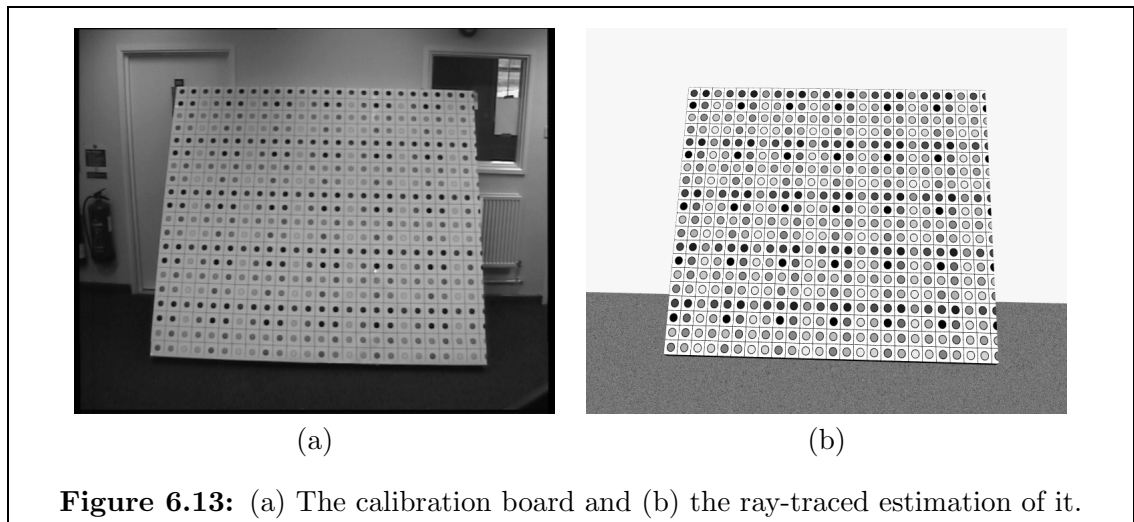 (a)
(b)
Figure 6.13: (a) The calibration board and (b) the ray-traced estimation of it.